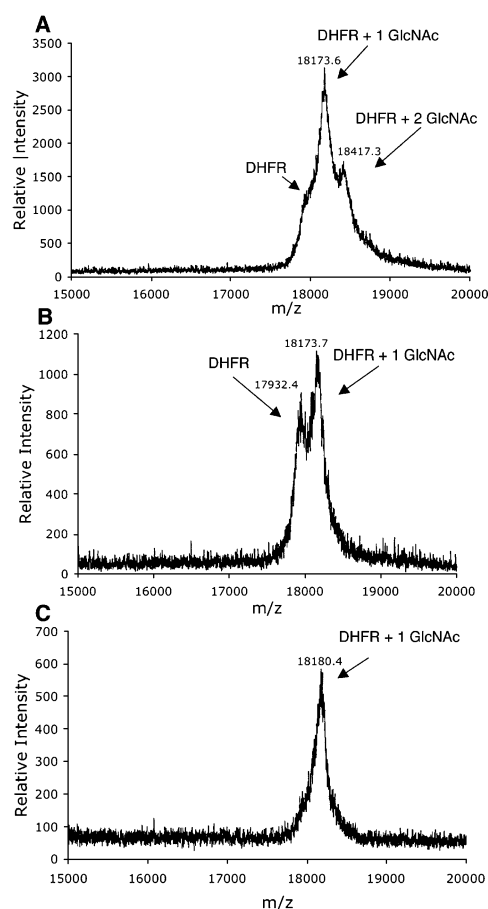 A
DHFR + 1 GlcNAc
3500
18173.6
3000
DHFR + 2 GlcNAc
2500
2000
18417.3
DHFR
1500
1000
500
0
Relative Intensity
15000 16000 17000 18000 19000 20000
m/z
B
1200
18173.7
DHFR + 1 GlcNAc
DHFR
1000
17932.4
800
600
400
200
0
Relative Intensity
15000 16000 17000 18000 19000 20000
m/z
C
700
DHFR + 1 GlcNAc
18180.4
600
500
400
300
200
100
0
Relative Intensity
15000 16000 17000 18000 19000 20000
m/z